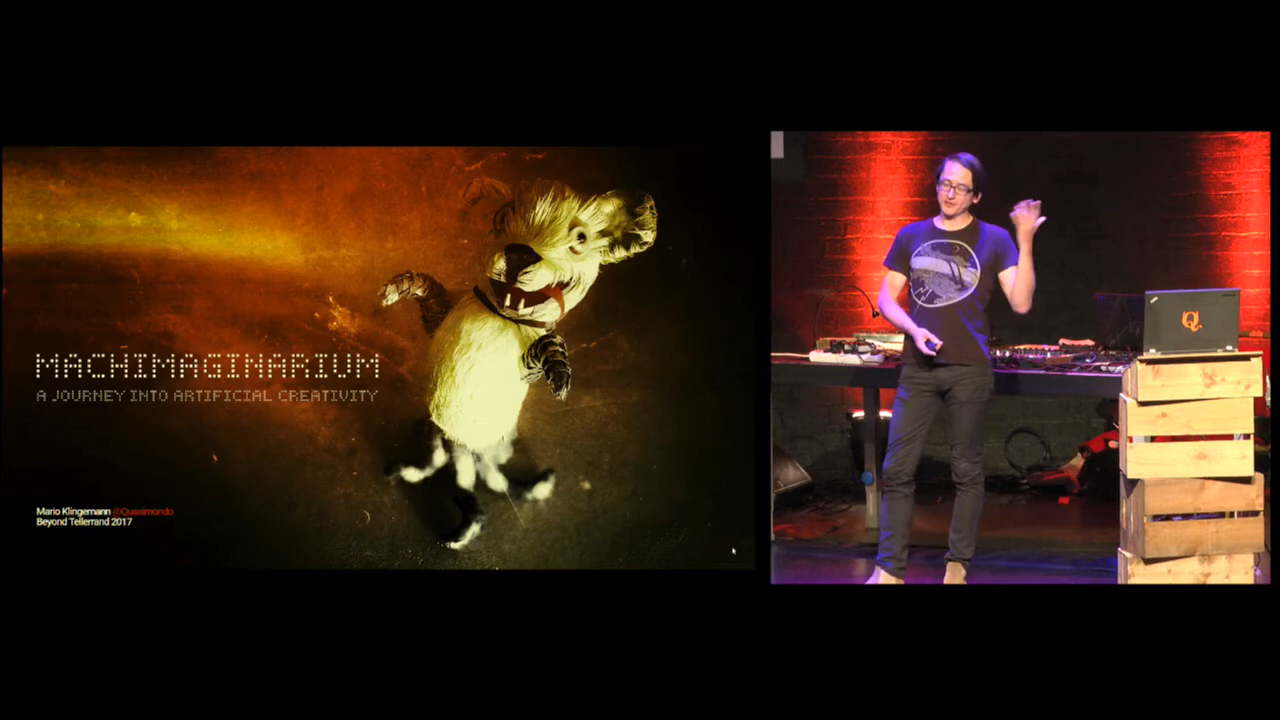 MACHIMAGINARIUM
A JOURNEY INTO ARTIFICIAL CREATIVITY
Mario Klingemann @Quasimondo
Beyond Tellerrand 2017
Q